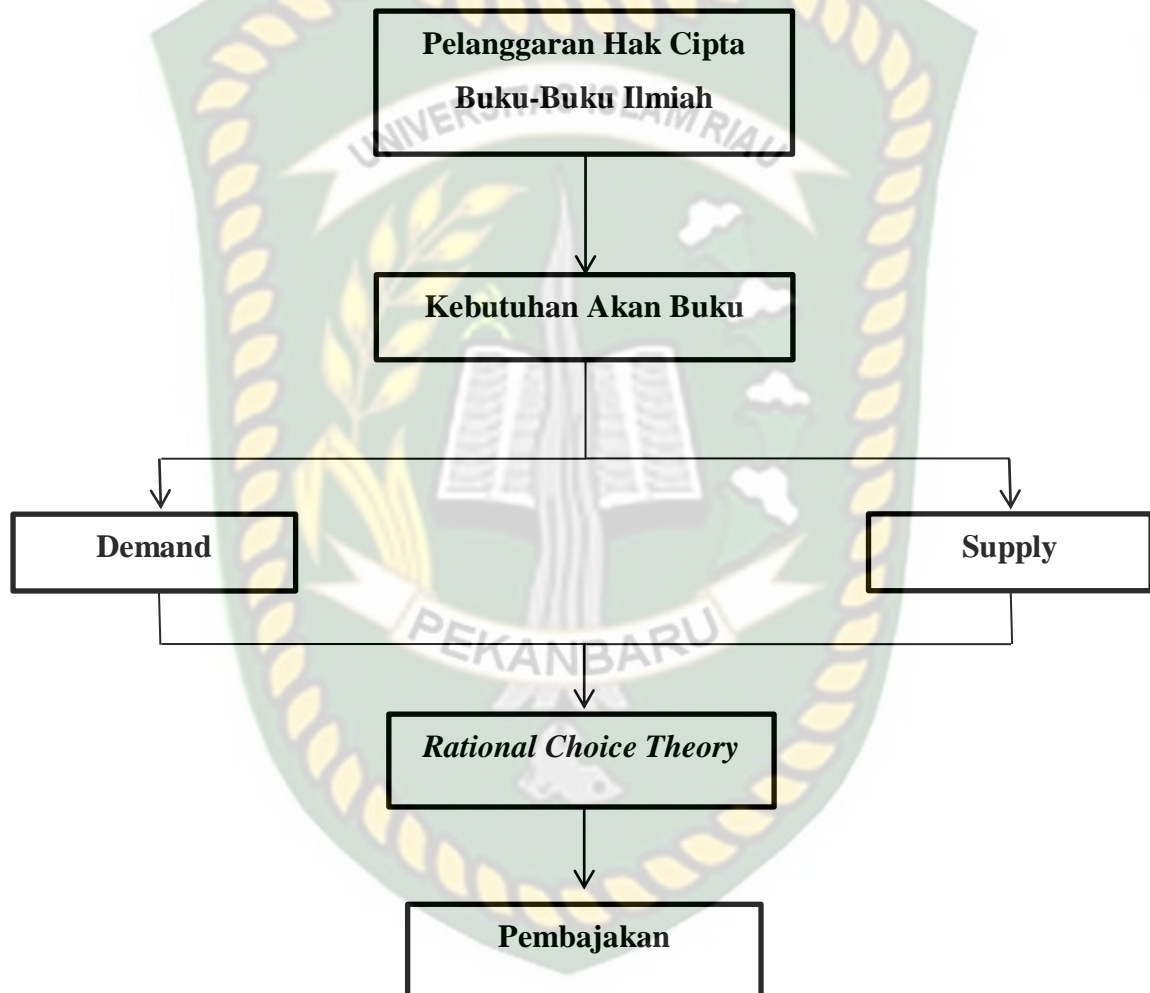 Pelanggaran Hak Cipta
Buku-Buku Ilmiah
UNIVERSITAS ISLAM RIAU
Kebutuhan Akan Buku
Demand
Supply
PEKANBARU
Rational Choice Theory
Pembajakan